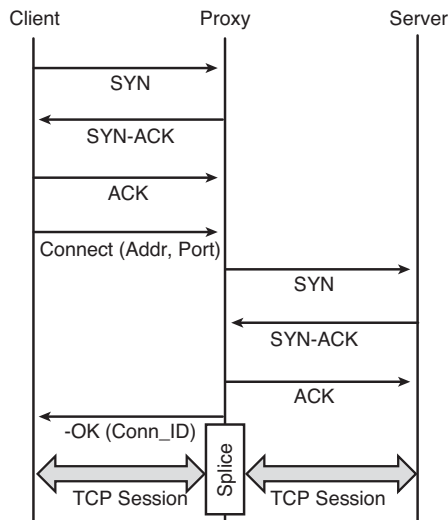 Client
Proxy
Server
SYN
SYN-ACK
ACK
Connect (Addr, Port)
SYN
SYN-ACK
ACK
-OK (Conn_ID)
Splice
TCP Session
TCP Session